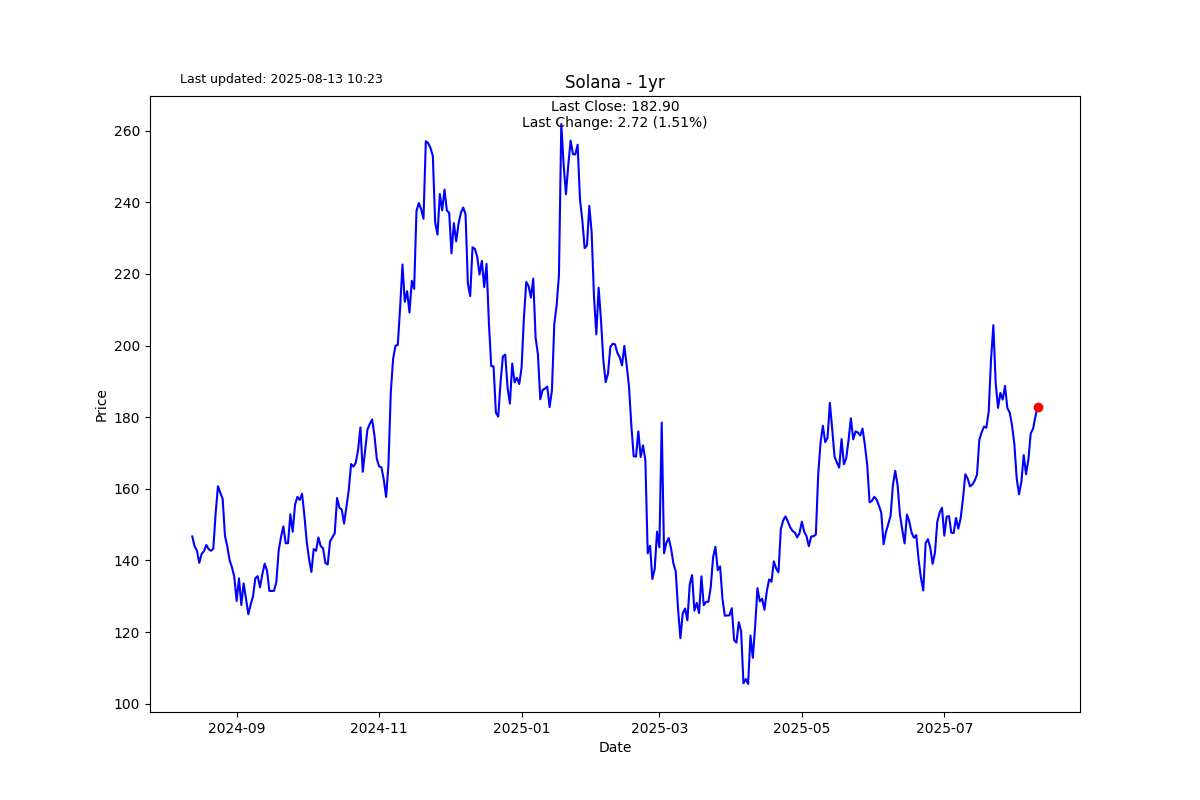 Last updated: 2025-08-13 10:23
Solana - 1yr
Last Close: 182.90
Last Change: 2.72 (1.51%)
260
240
220
200
180
160
140
120
100
Price
2024-09
2024-11
2025-01
2025-03
2025-05
2025-07
Date